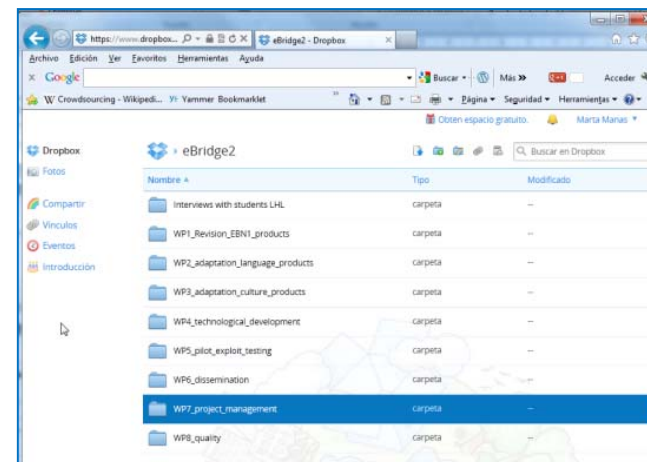 https://www.dropbox... eBridge2 - Dropbox
Archivo Edición Ver Favoritos Herramientas Ayuda
Google Buscar Más >> Acceder
W Crowdsourcing - Wikipedi... Y! Yammer Bookmarklet Página Seguridad Herramientas
Obten espacio gratuito. Marta Manas
Dropbox
Fotos
Compartir
Vínculos
Eventos
Introducción
eBridge2 Buscar en Dropbox
Nombre Tipo Modificado
Interviews with students LHL carpeta --
WP1_Revision_EBN1_products carpeta --
WP2_adaptation_language_products carpeta --
WP3_adaptation_culture_products carpeta --
WP4_technological_development carpeta --
WP5_pilot_exploit_testing carpeta --
WP6_dissemination carpeta --
WP7_project_management carpeta --
WP8_quality carpeta --